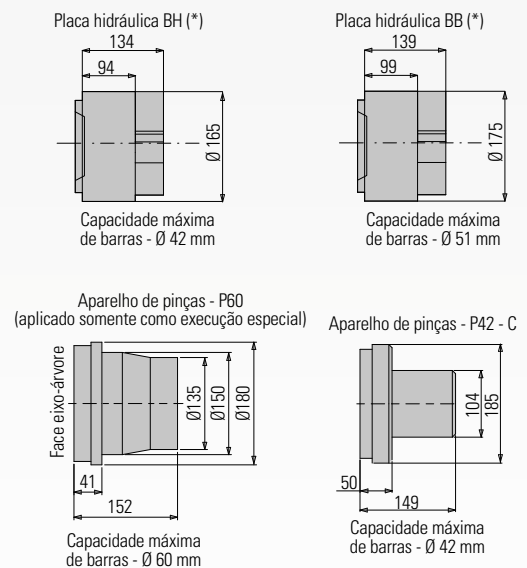 Placa hidráulica BH (*)
134
94
Ø 165
Capacidade máxima
de barras - Ø 42 mm
Placa hidráulica BB (*)
139
99
Ø 175
Capacidade máxima
de barras - Ø 51 mm
Aparelho de pinças - P60
(aplicado somente como execução especial)
Face eixo-árvore
Ø135
Ø150
Ø180
41
152
Capacidade máxima
de barras - Ø 60 mm
Aparelho de pinças - P42 - C
104
185
50
149
Capacidade máxima
de barras - Ø 42 mm